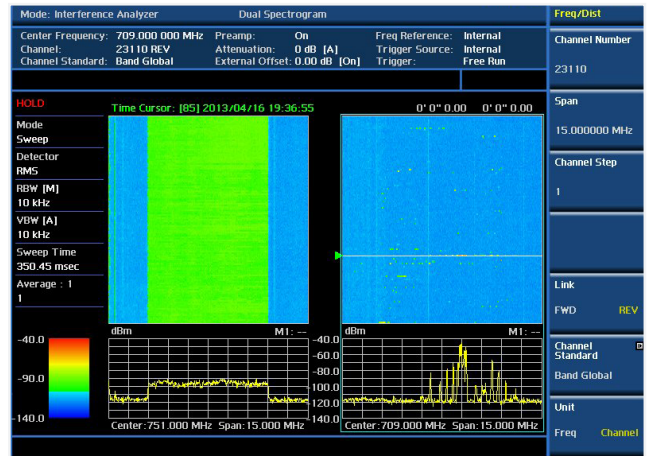 Mode: Interference Analyzer Dual Spectrogram
Center Frequency: 709.000 000 MHz Preamp: On Freq Reference: Internal
Channel: 23110 REV Attenuation: 0 dB [A] Trigger Source: Internal
Channel Standard: Band Global External Offset: 0.00 dB [On] Trigger: Free Run
HOLD
Time Cursor: [85] 2013/04/16 19:36:55 0' 0" 0.00 0' 0" 0.00
Mode
Sweep
Detector
RMS
RBW [M]
10 kHz
VBW [A]
10 kHz
Sweep Time
350.45 msec
Average : 1
1
-40.0
-90.0
-140.0
dBm M1: --
Center:751.000 MHz Span:15.000 MHz
-40.0
-60.0
-80.0
-100.0
-120.0
-140.0
dBm M1: --
Center:709.000 MHz Span:15.000 MHz
Freq/Dist
Channel Number
23110
Span
15.000000 MHz
Channel Step
1
Link
FWD REV
Channel
Standard
Band Global
Unit
Freq Channel